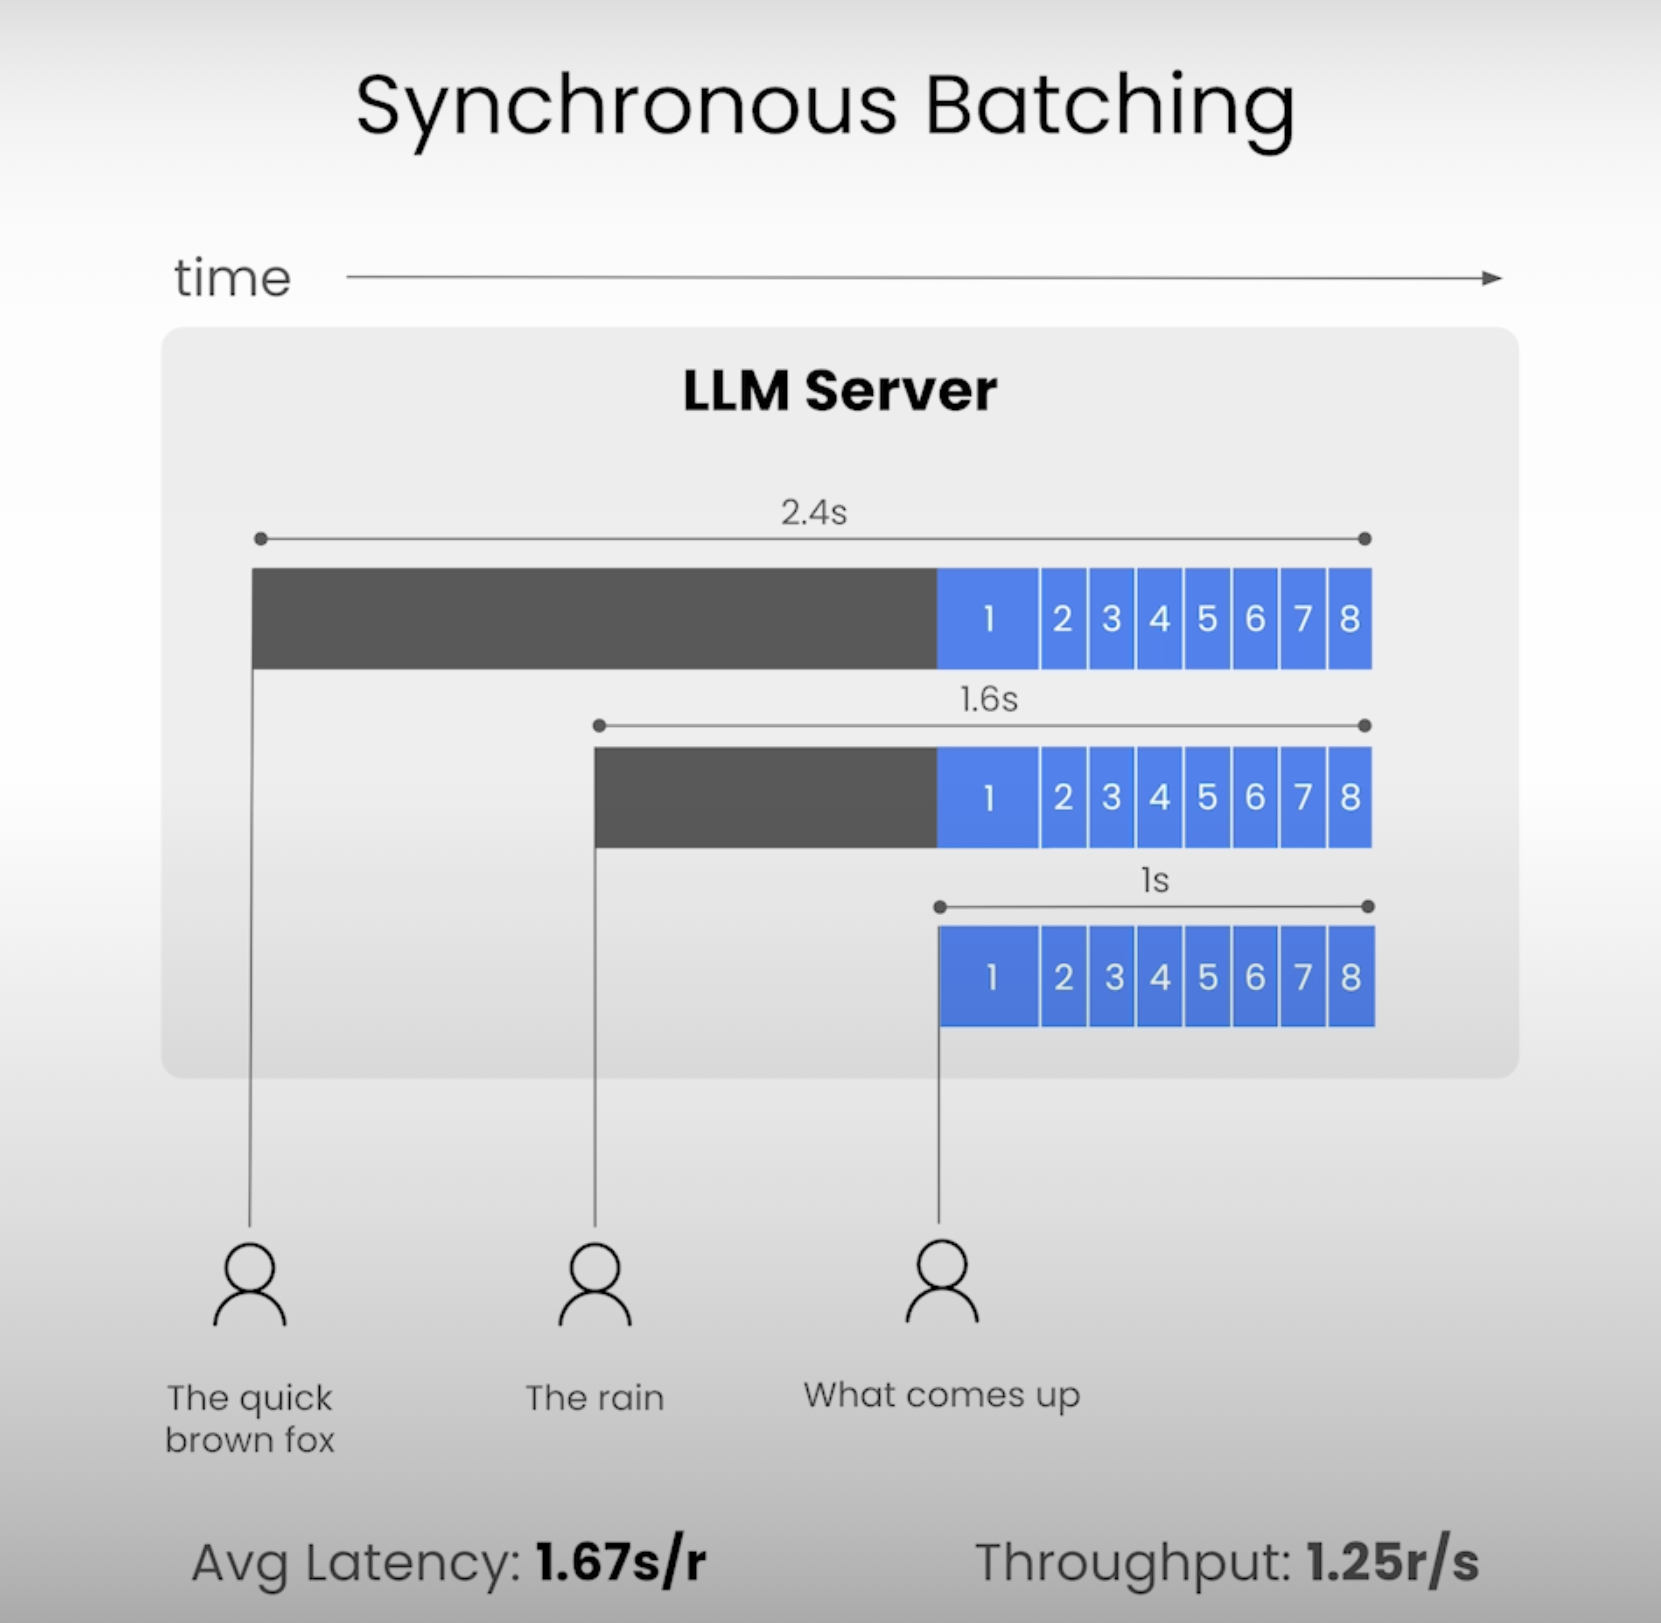 Synchronous Batching
time
LLM Server
2.4s
1 2 3 4 5 6 7 8
1.6s
1 2 3 4 5 6 7 8
1s
1 2 3 4 5 6 7 8
The quick
brown fox
The rain
What comes up
Avg Latency: 1.67s/r
Throughput: 1.25r/s